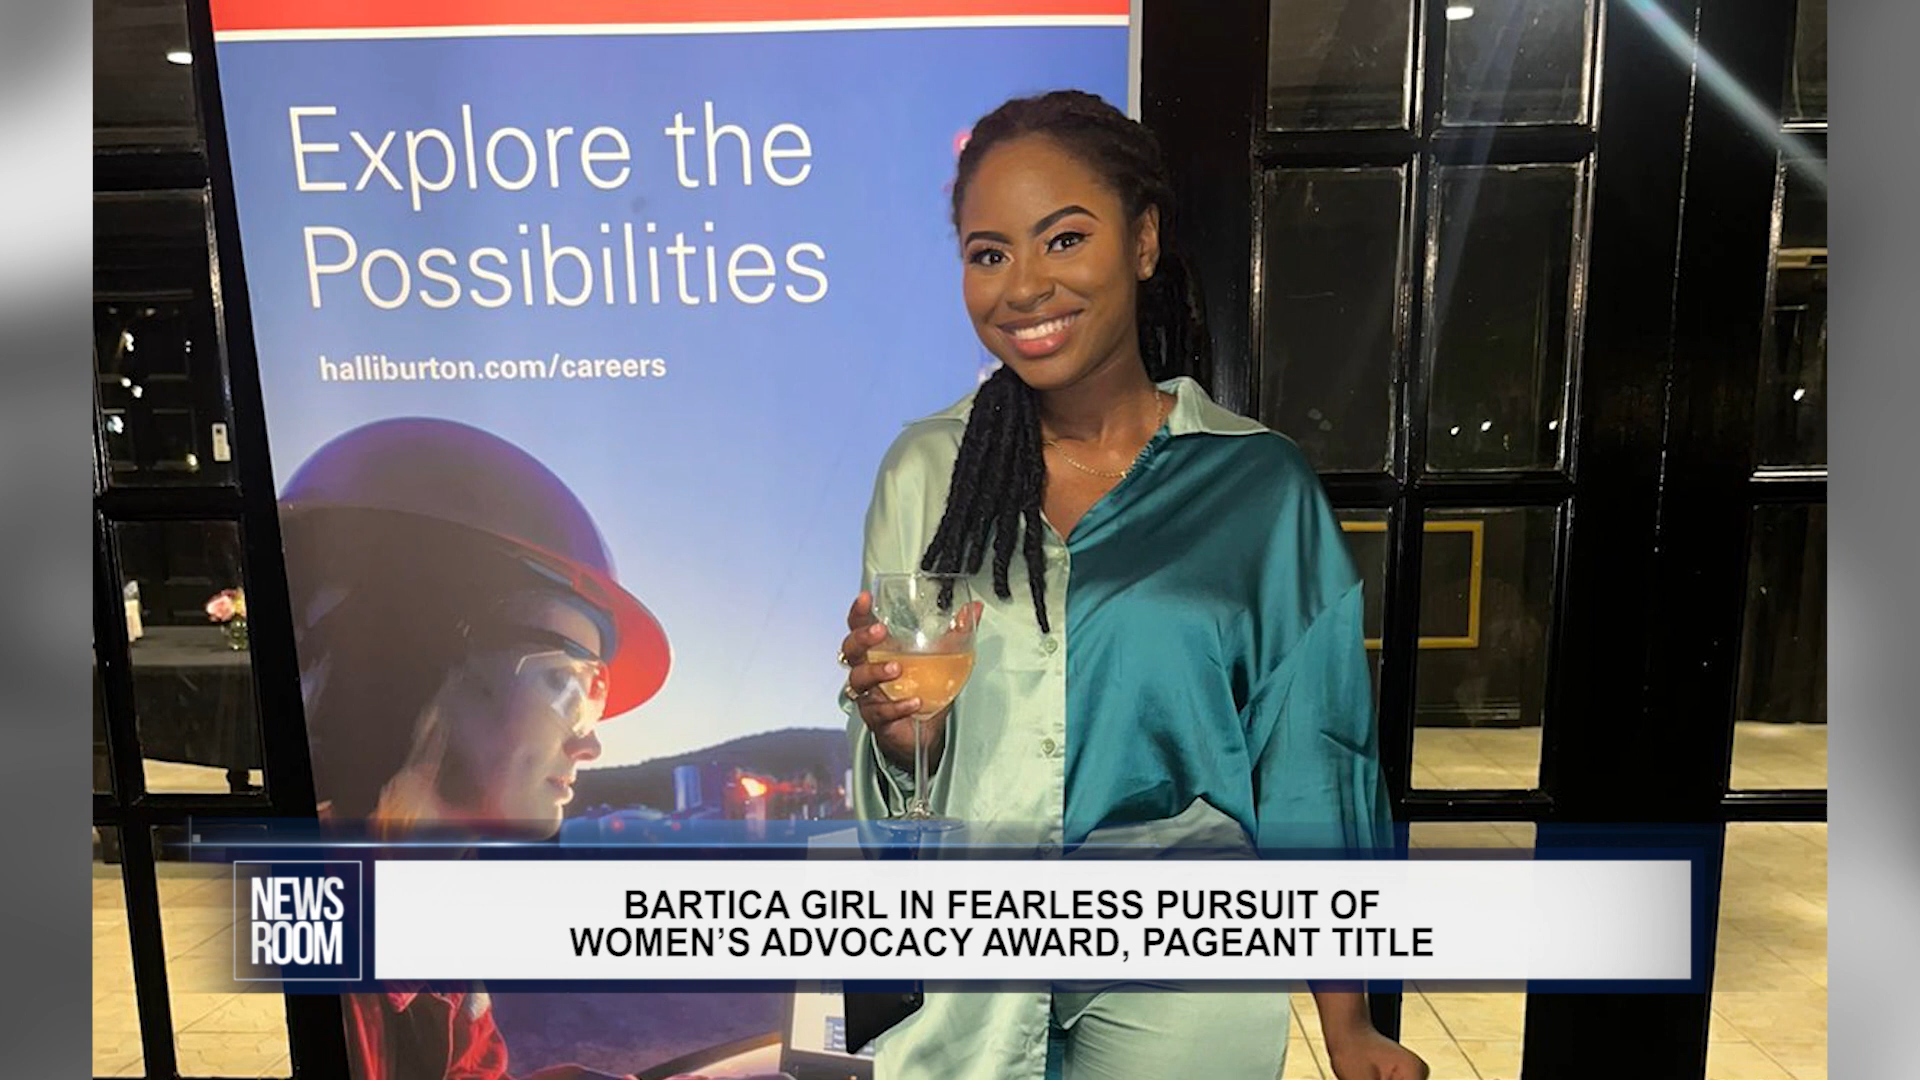 Explore the
Possibilities
halliburton.com/careers
NEWS
ROOM
BARTICA GIRL IN FEARLESS PURSUIT OF
WOMEN’S ADVOCACY AWARD, PAGEANT TITLE